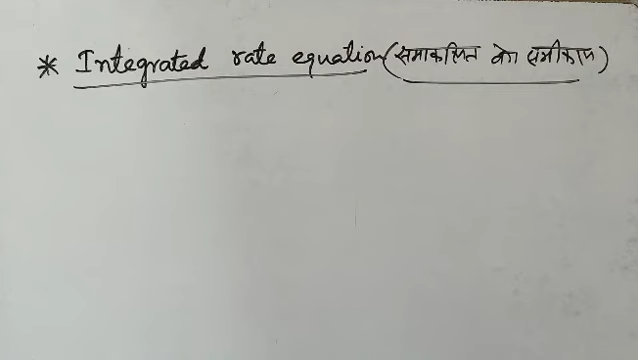 * Integrated rate equation (समाकलित वेग समीकरण)